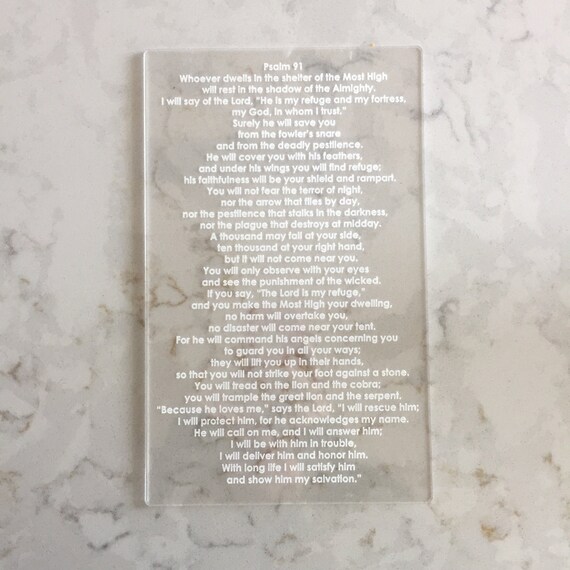 Psalm 91
Whoever dwells in the shelter of the Most High
will rest in the shadow of the Almighty.
I will say of the Lord, "He is my refuge and my fortress,
my God, in whom I trust."
Surely he will save you
from the fowler's snare
and from the deadly pestilence.
He will cover you with his feathers,
and under his wings you will find refuge;
his faithfulness will be your shield and rampart.
You will not fear the terror of night,
nor the arrow that flies by day,
nor the pestilence that stalks in the darkness,
nor the plague that destroys at midday.
A thousand may fall at your side,
ten thousand at your right hand,
but it will not come near you.
You will only observe with your eyes
and see the punishment of the wicked.
If you say, "The Lord is my refuge,"
and you make the Most High your dwelling,
no harm will overtake you,
no disaster will come near your tent.
For he will command his angels concerning you
to guard you in all your ways;
they will lift you up in their hands,
so that you will not strike your foot against a stone.
You will tread on the lion and the cobra;
you will trample the great lion and the serpent.
"Because he loves me," says the Lord, "I will rescue him;
I will protect him, for he acknowledges my name.
He will call on me, and I will answer him;
I will be with him in trouble,
I will deliver him and honor him.
With long life I will satisfy him
and show him my salvation."